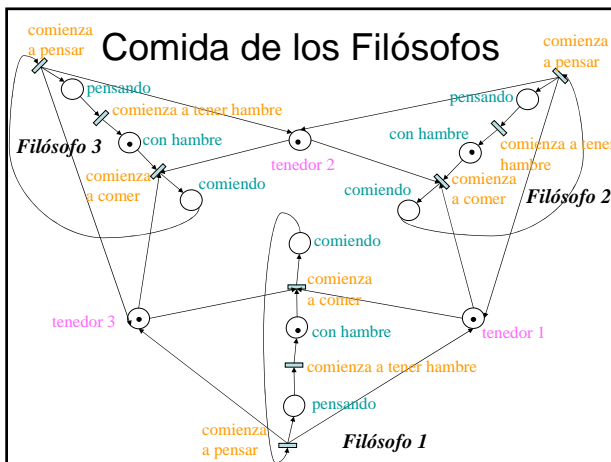 Comida de los Filósofos
comienza
a pensar
pensando
comienza a tener hambre
con hambre
Filósofo 3
comienza
a comer
comiendo
tenedor 2
comienza
a pensar
pensando
con hambre
comienza a tener
hambre
comienza
a comer
comiendo
Filósofo 2
comiendo
comienza
a comer
tenedor 3
con hambre
tenedor 1
comienza a tener hambre
pensando
comienza
a pensar
Filósofo 1